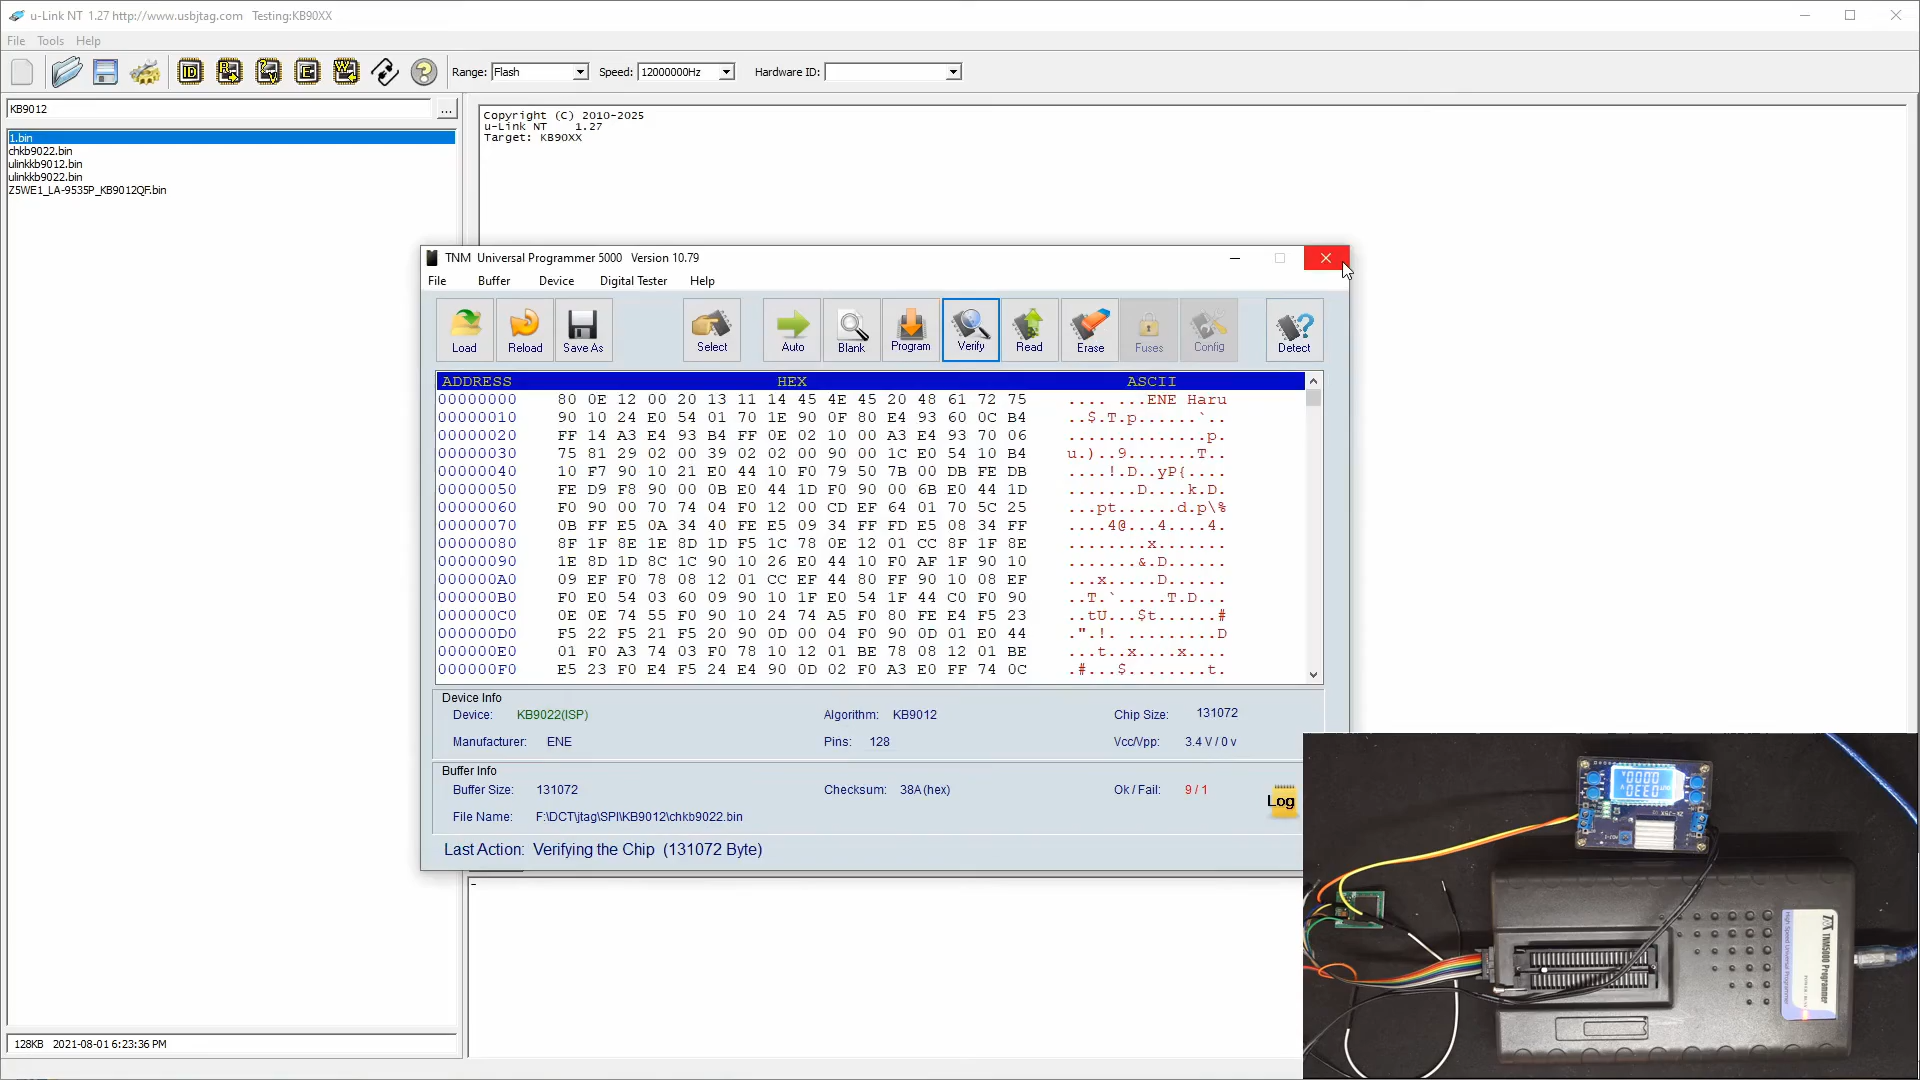 u-Link NT 1.27 http://www.usbjtag.com Testing:KB90XX
File Tools Help
ID R V E W ?
Range: Flash Speed: 12000000Hz Hardware ID:
KB9012 ...
1.bin
chkb9022.bin
ulinkkb9012.bin
ulinkkb9022.bin
Z5WE1_LA-9535P_KB9012QF.bin
Copyright (C) 2010-2025
u-Link NT 1.27
Target: KB90XX
TNM Universal Programmer 5000 Version 10.79
File Buffer Device Digital Tester Help
Load Reload Save As Select Auto Blank Program Verify Read Erase Fuses Config Detect
ADDRESS HEX ASCII
00000000 80 0E 12 00 20 13 11 14 45 4E 45 20 48 61 72 75 .... ...ENE Haru
00000010 90 10 24 E0 54 01 70 1E 90 0F 80 E4 93 60 0C B4 ..$.T.p......`..
00000020 FF 14 A3 E4 93 B4 FF 0E 02 10 00 A3 E4 93 70 06 ..............p.
00000030 75 81 29 02 00 39 02 02 00 90 00 1C E0 54 10 B4 u.)..9.......T..
00000040 10 F7 90 10 21 E0 44 10 F0 79 50 7B 00 DB FE DB ....!.D..yP{....
00000050 FE D9 F8 90 00 0B E0 44 1D F0 90 00 6B E0 44 1D .......D....k.D.
00000060 F0 90 00 70 74 04 F0 12 00 CD EF 64 01 70 5C 25 ...pt......d.p\%
00000070 0B FF E5 0A 34 40 FE E5 09 34 FF FD E5 08 34 FF ....4@...4....4.
00000080 8F 1F 8E 1E 8D 1D F5 1C 78 0E 12 01 CC 8F 1F 8E ........x.......
00000090 1E 8D 1D 8C 1C 90 10 26 E0 44 10 F0 AF 1F 90 10 .......&.D......
000000A0 09 EF F0 78 08 12 01 CC EF 44 80 FF 90 10 08 EF ...x.....D......
000000B0 F0 E0 54 03 60 09 90 10 1F E0 54 1F 44 C0 F0 90 ..T.`.....T.D...
000000C0 0E 0E 74 55 F0 90 10 24 74 A5 F0 80 FE E4 F5 23 ..tU...$t......#
000000D0 F5 22 F5 21 F5 20 90 0D 00 04 F0 90 0D 01 E0 44 .".!. .........D
000000E0 01 F0 A3 74 03 F0 78 10 12 01 BE 78 08 12 01 BE ...t..x....x....
000000F0 E5 23 F0 E4 F5 24 E4 90 0D 02 F0 A3 E0 FF 74 0C .#...$........t.
Device Info
Device: KB9022(ISP) Algorithm: KB9012 Chip Size: 131072
Manufacturer: ENE Pins: 128 Vcc/Vpp: 3.4 V / 0 v
Buffer Info
Buffer Size: 131072 Checksum: 38A (hex) Ok / Fail: 9 / 1
Log
File Name: F:\DCT\jtag\SPI\KB9012\chkb9022.bin
Last Action: Verifying the Chip (131072 Byte)
128KB 2021-08-01 6:23:36 PM
TNM5000 Programmer
High Speed Universal Programmer